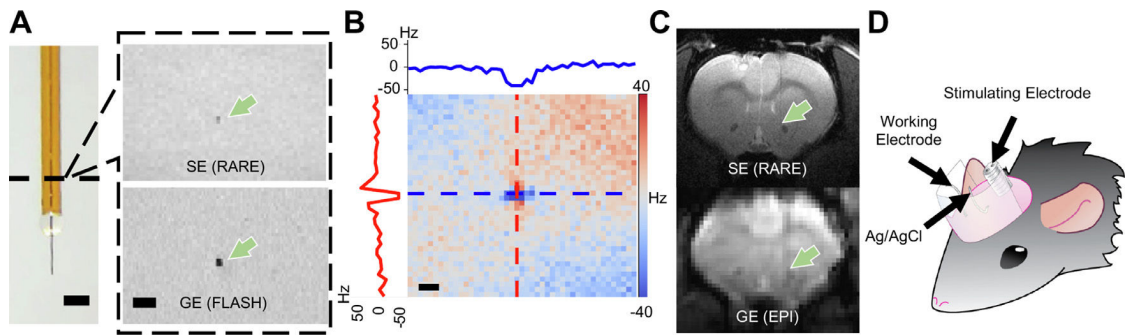 A
SE (RARE)
GE (FLASH)
B
Hz
50
0
-50
40
Hz
-40
Hz
50
0
-50
C
SE (RARE)
GE (EPI)
D
Stimulating Electrode
Working
Electrode
Ag/AgCl